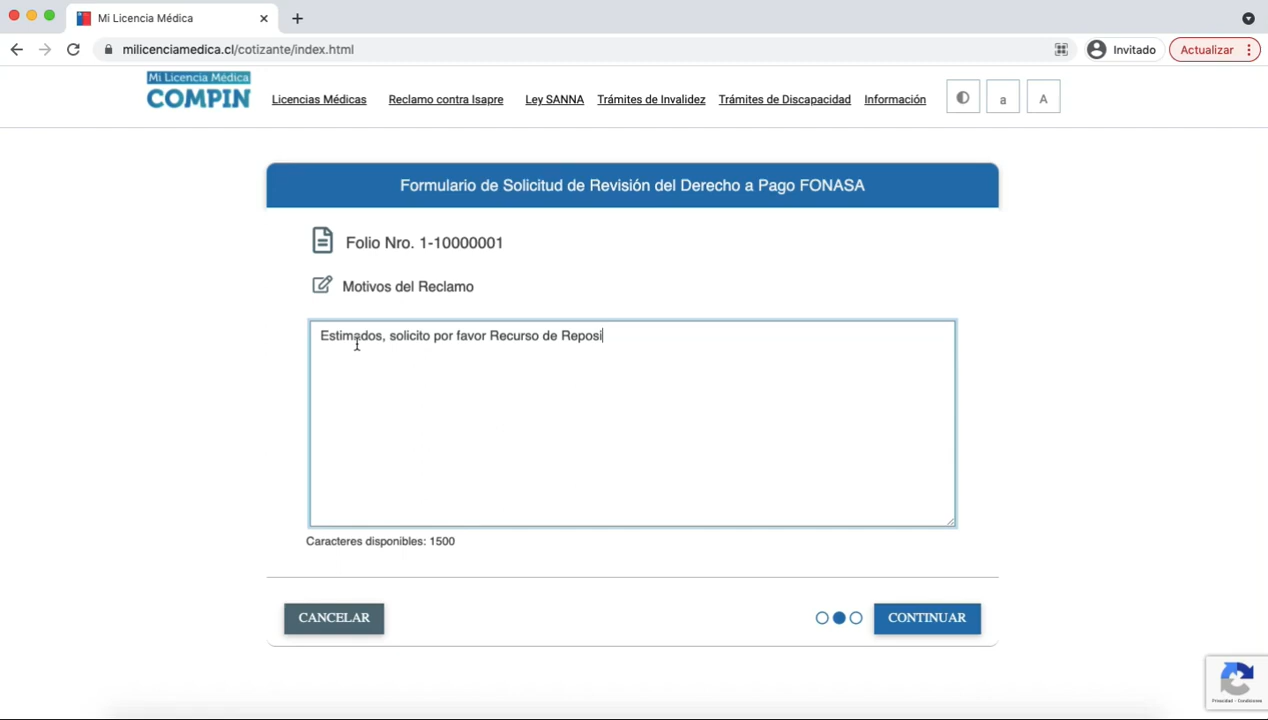 Mi Licencia Médica
milicenciamedica.cl/cotizante/index.html
Invitado
Actualizar
Mi Licencia Médica
COMPIN
Licencias Médicas
Reclamo contra Isapre
Ley SANNA
Trámites de Invalidez
Trámites de Discapacidad
Información
a
A
Formulario de Solicitud de Revisión del Derecho a Pago FONASA
Folio Nro. 1-10000001
Motivos del Reclamo
Estimados, solicito por favor Recurso de Reposi
Caracteres disponibles: 1500
CANCELAR
CONTINUAR
Privacidad - Condiciones